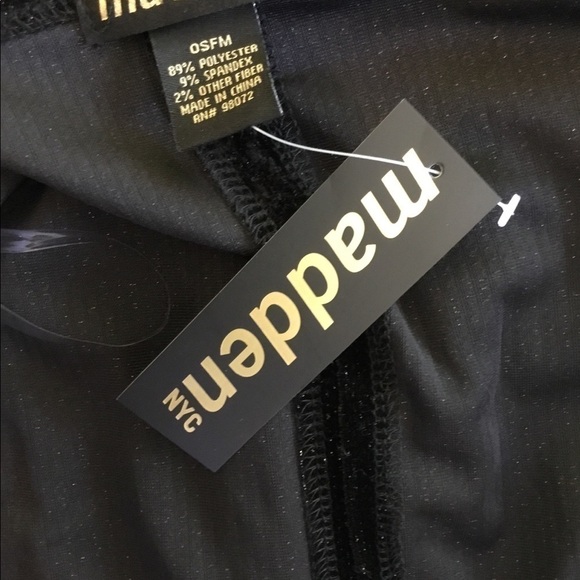 OSFM
89% POLYESTER
9% SPANDEX
2% OTHER FIBER
MADE IN CHINA
RN# 98072
madden
NYC